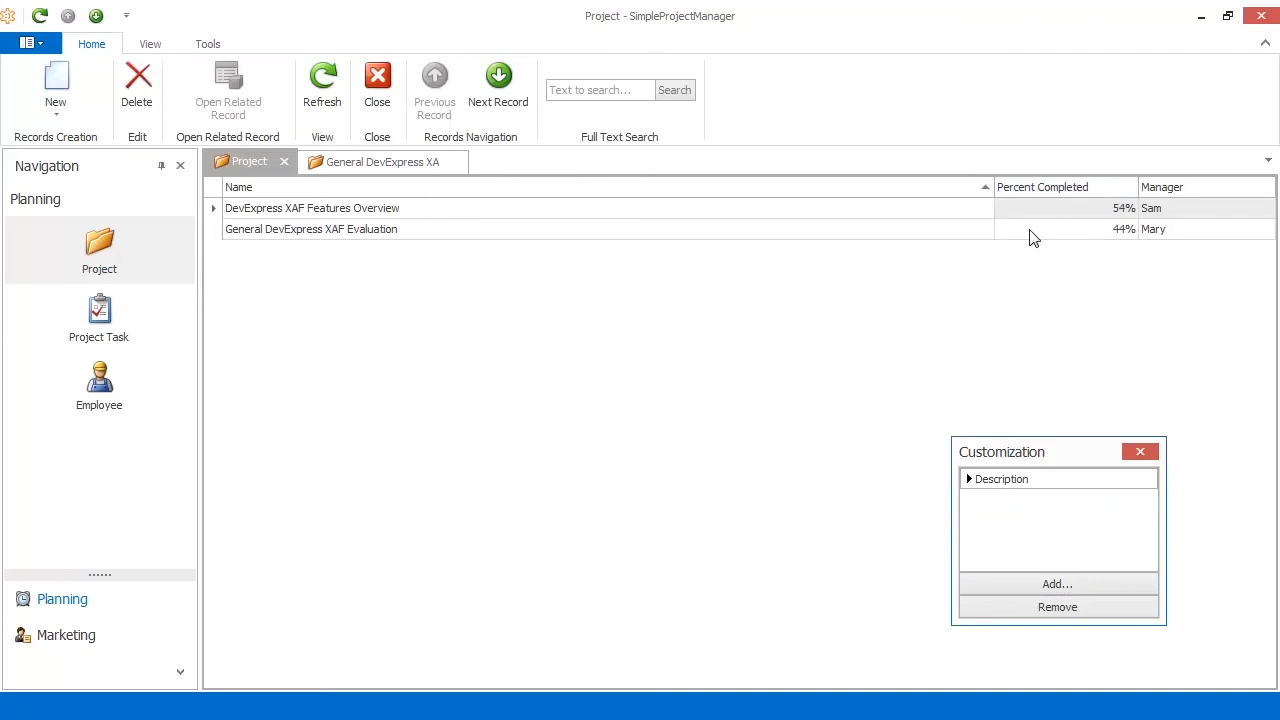 Project - SimpleProjectManager
Home View Tools
New
Delete
Open Related
Record
Refresh
Close
Previous
Record
Next Record
Text to search...
Search
Records Creation
Edit
Open Related Record
View
Close
Records Navigation
Full Text Search
Navigation
Planning
Project
Project Task
Employee
Planning
Marketing
Project
General DevExpress XA
Name Percent Completed Manager
DevExpress XAF Features Overview 54% Sam
General DevExpress XAF Evaluation 44% Mary
Customization
Description
Add...
Remove